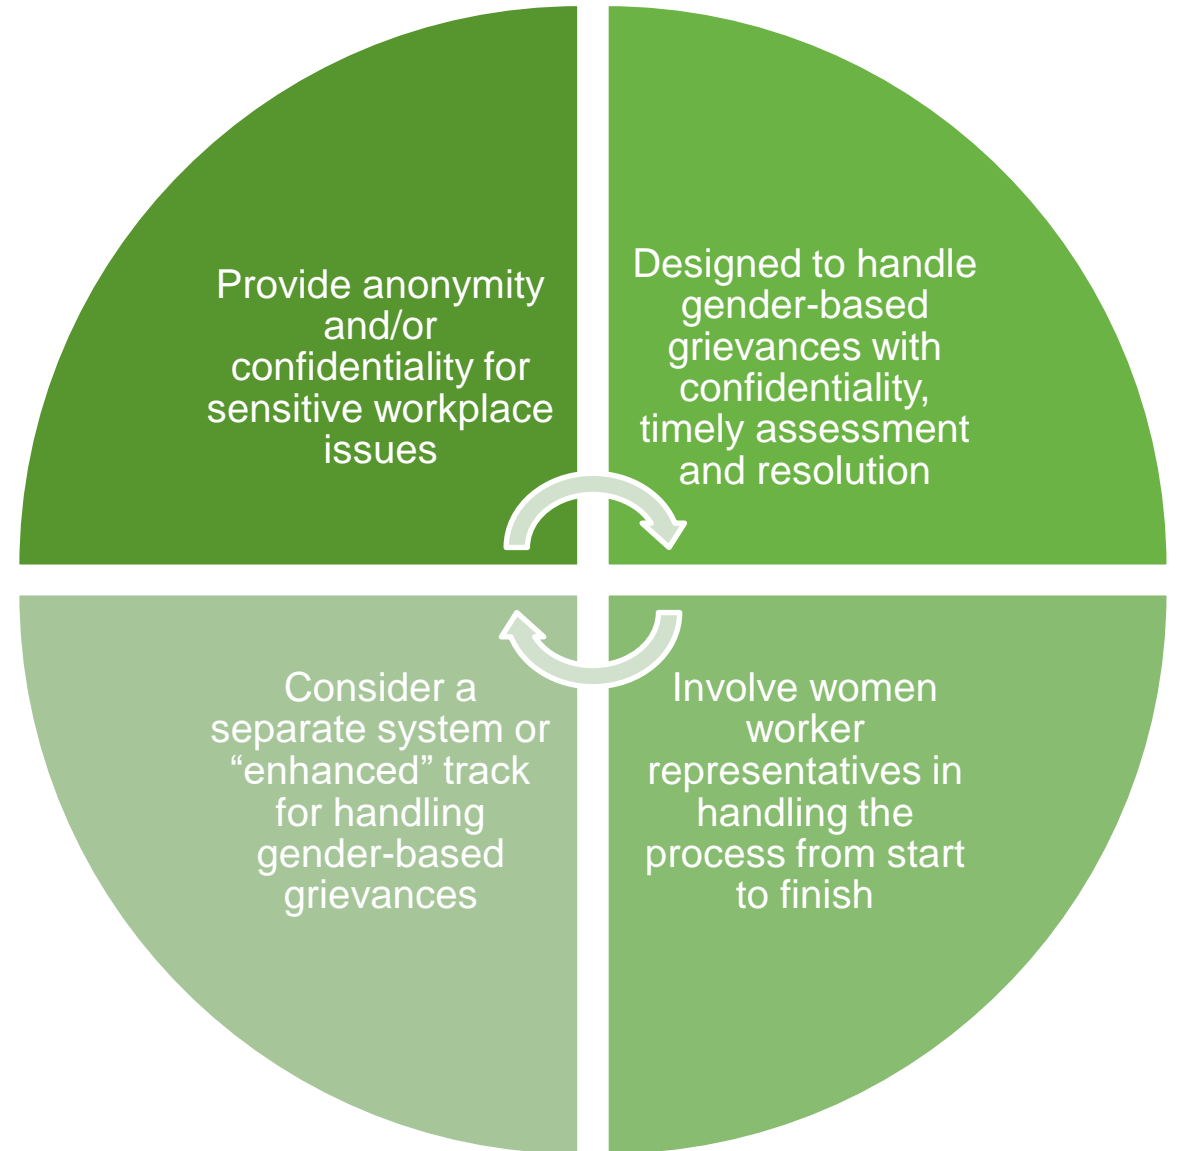 Provide anonymity
and/or
confidentiality for
sensitive workplace
issues
Designed to handle
gender-based
grievances with
confidentiality,
timely assessment
and resolution
Consider a
separate system or
“enhanced” track
for handling
gender-based
grievances
Involve women
worker
representatives in
handling the
process from start
to finish